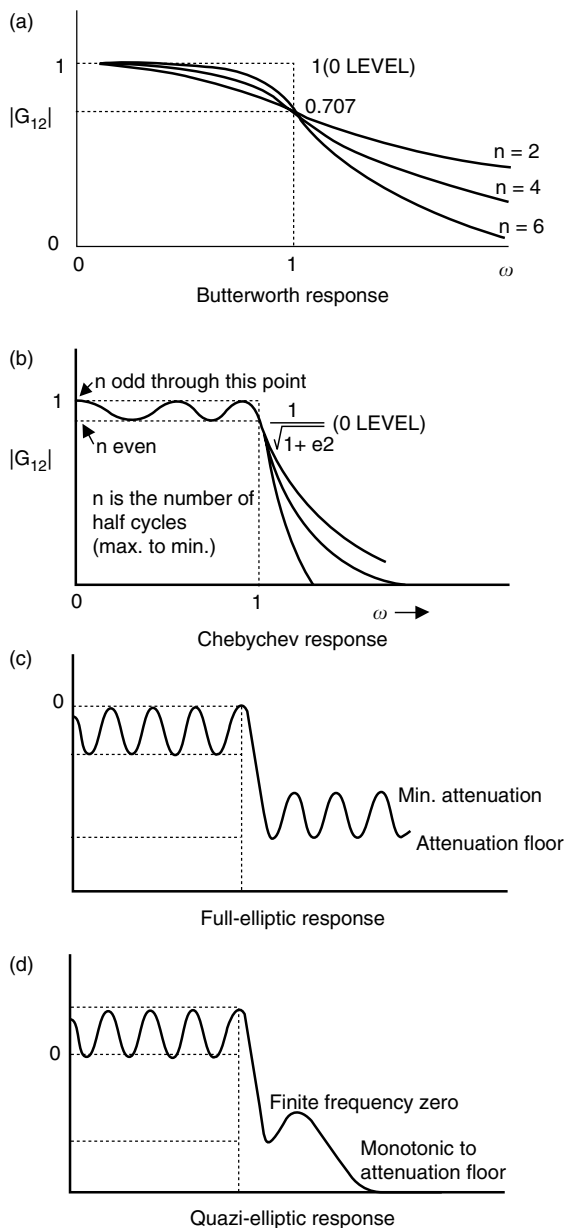 (a)
1
1(0 LEVEL)
0.707
|G12|
n = 2
n = 4
n = 6
0
0
1
ω
Butterworth response
(b)
n odd through this point
1
1
√1+ e2
(0 LEVEL)
n even
|G12|
n is the number of
half cycles
(max. to min.)
0
1
ω
Chebychev response
(c)
0
Min. attenuation
Attenuation floor
Full-elliptic response
(d)
0
Finite frequency zero
Monotonic to
attenuation floor
Quazi-elliptic response